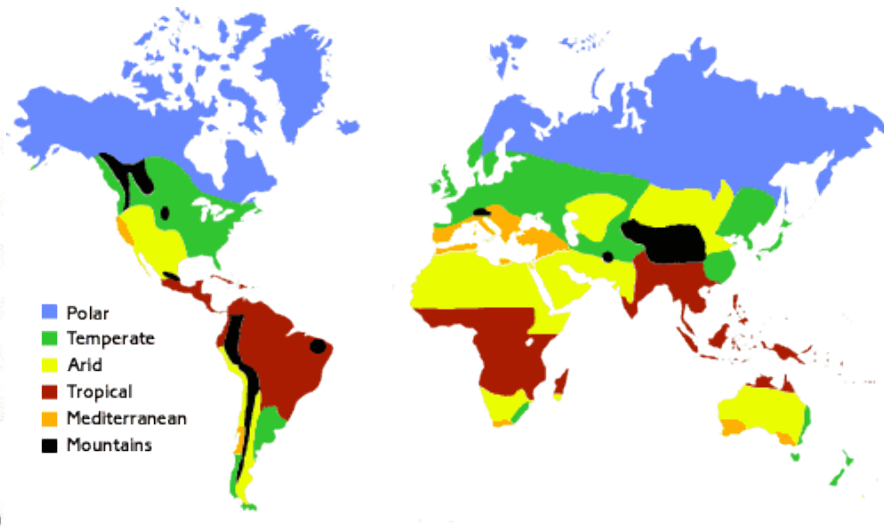 Polar
Temperate
Arid
Tropical
Mediterranean
Mountains